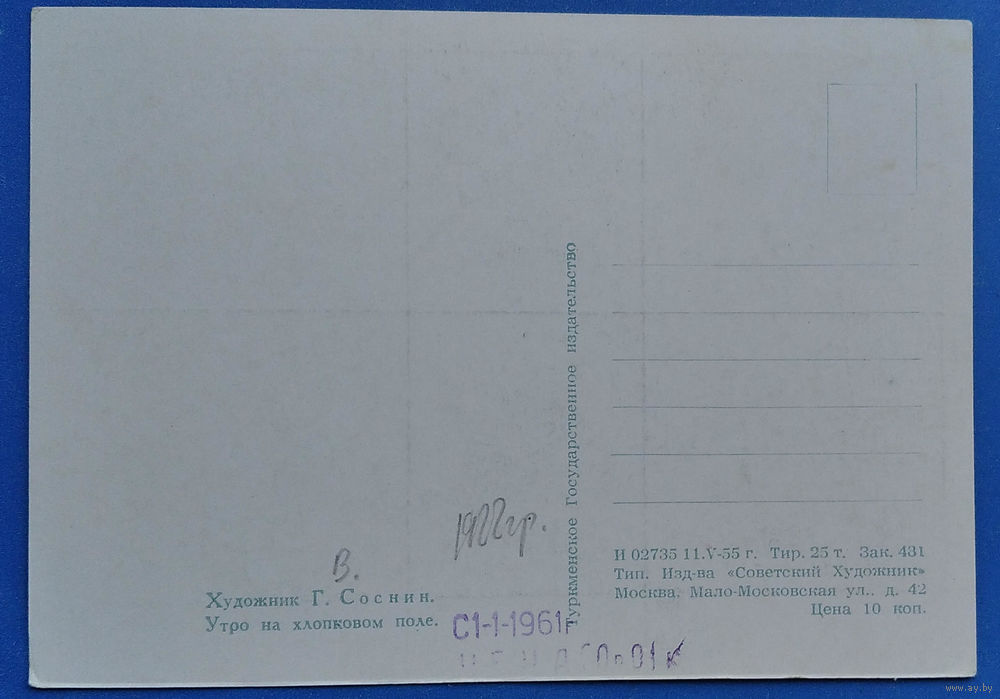 В.
Художник Г. Соснин.
Утро на хлопковом поле.
С1-1-1961г
01к
Туркменское Государственное издательство
И 02735 11.V-55 г. Тир. 25 т. Зак. 431
Тип. Изд-ва «Советский Художник»
Москва, Мало-Московская ул., д. 42
Цена 10 коп.
www.ay.by